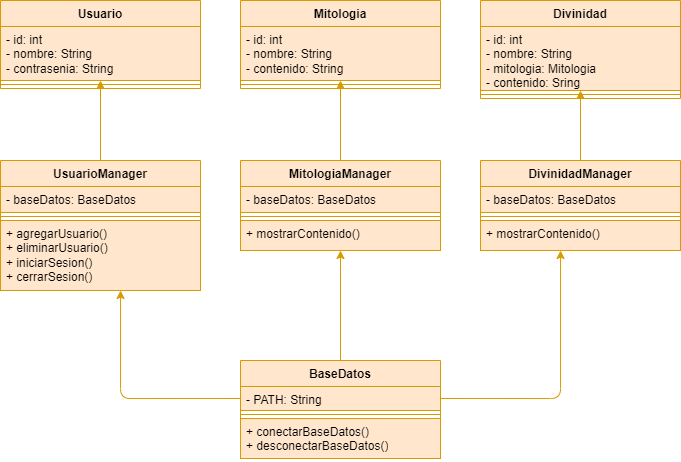 Usuario
- id: int
- nombre: String
- contrasenia: String
Mitologia
- id: int
- nombre: String
- contenido: String
Divinidad
- id: int
- nombre: String
- mitologia: Mitologia
- contenido: Sring
UsuarioManager
- baseDatos: BaseDatos
+ agregarUsuario()
+ eliminarUsuario()
+ iniciarSesion()
+ cerrarSesion()
MitologiaManager
- baseDatos: BaseDatos
+ mostrarContenido()
DivinidadManager
- baseDatos: BaseDatos
+ mostrarContenido()
BaseDatos
- PATH: String
+ conectarBaseDatos()
+ desconectarBaseDatos()